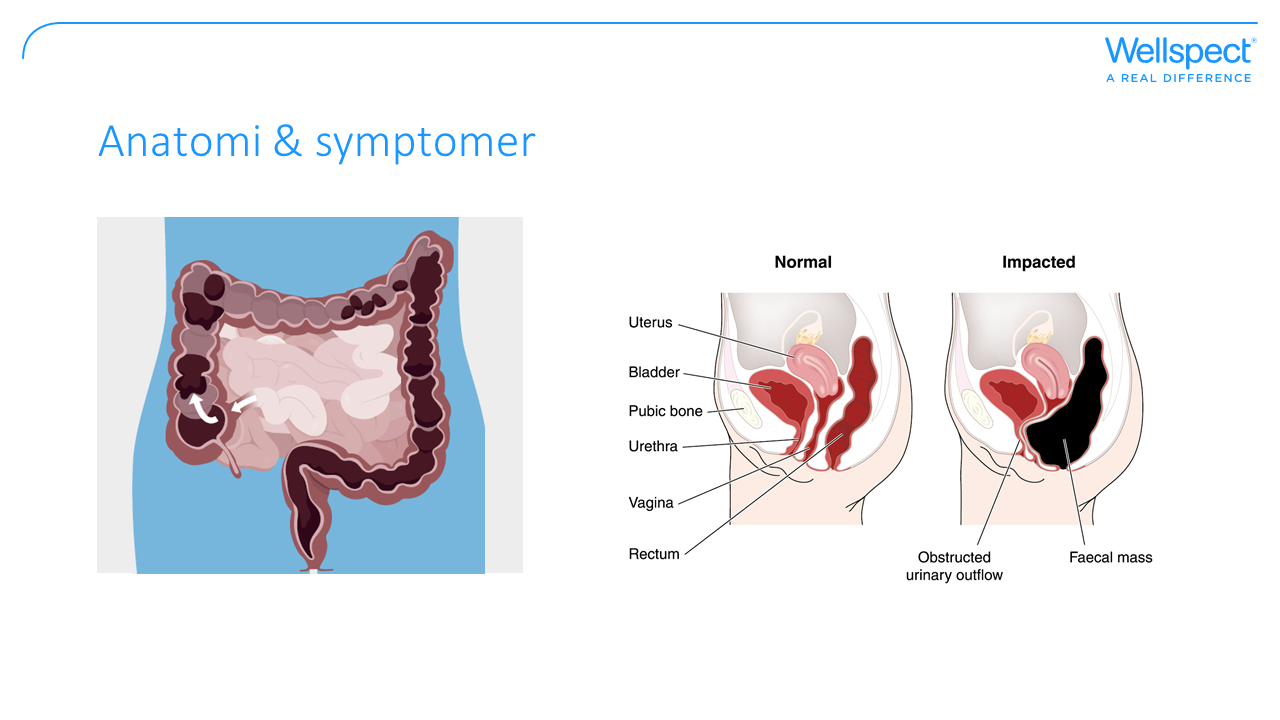 Wellspect®
A REAL DIFFERENCE
Anatomi & symptomer
Normal
Impacted
Uterus
Bladder
Pubic bone
Urethra
Vagina
Rectum
Obstructed
urinary outflow
Faecal mass